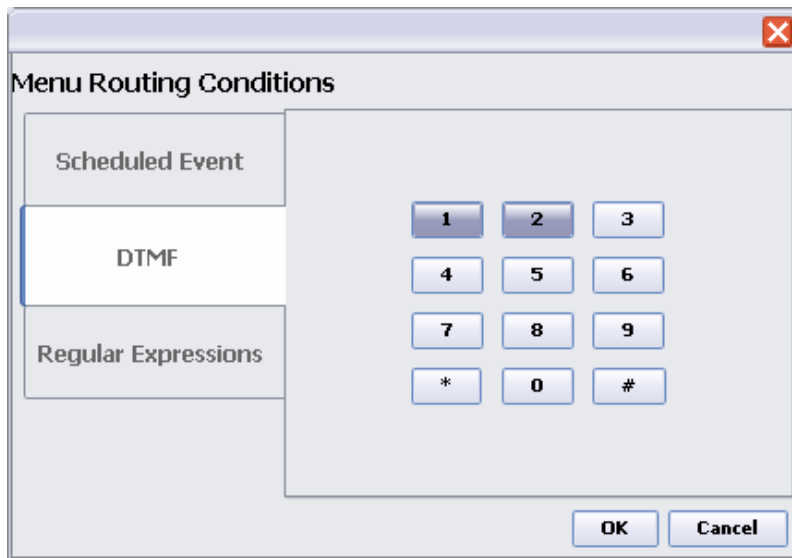 Menu Routing Conditions
Scheduled Event
DTMF
Regular Expressions
1 2 3
4 5 6
7 8 9
* 0 #
OK Cancel